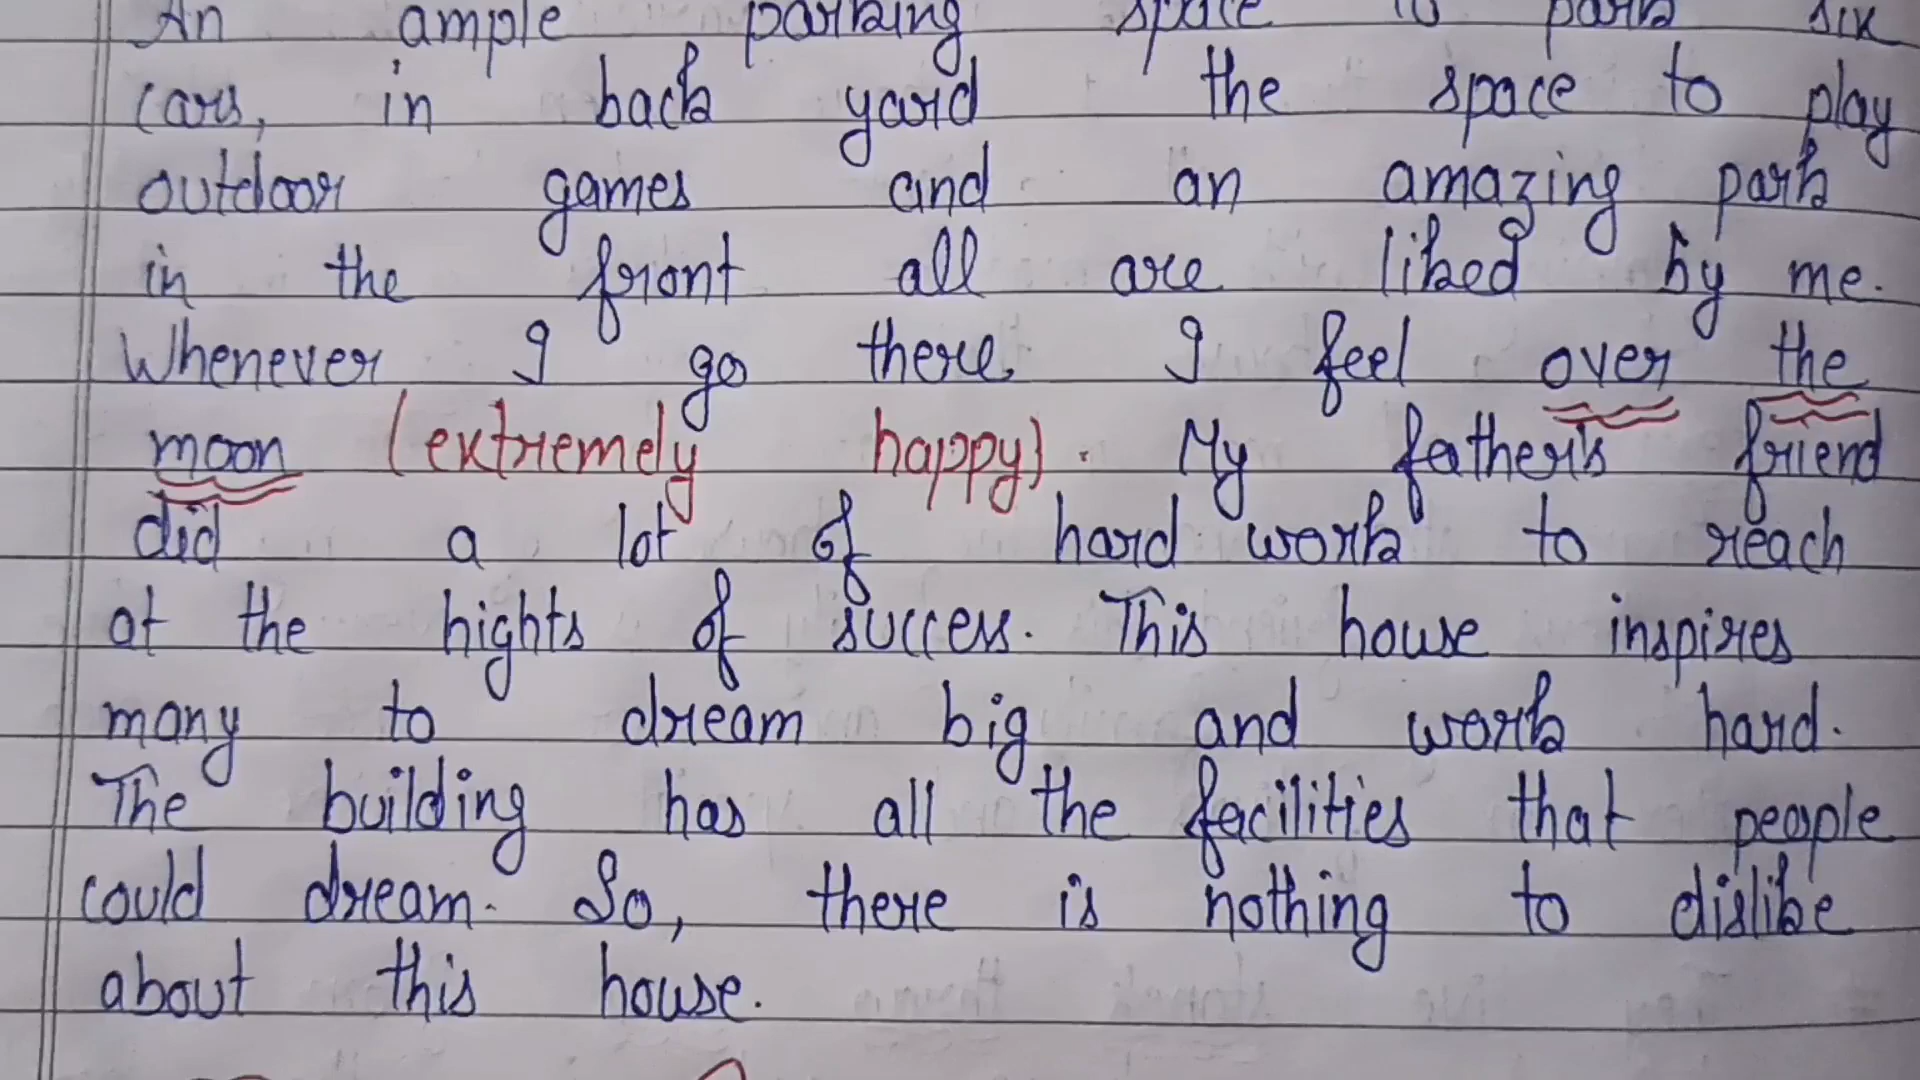 An ample parking space to park six
cars, in back yard the space to play
outdoor games and an amazing park
in the front all are liked by me.
Whenever I go there I feel over the
moon (extremely happy). My father's friend
did a lot of hard work to reach
at the hights of success. This house inspires
many to dream big and work hard.
The building has all the facilities that people
could dream. So, there is nothing to dislike
about this house.